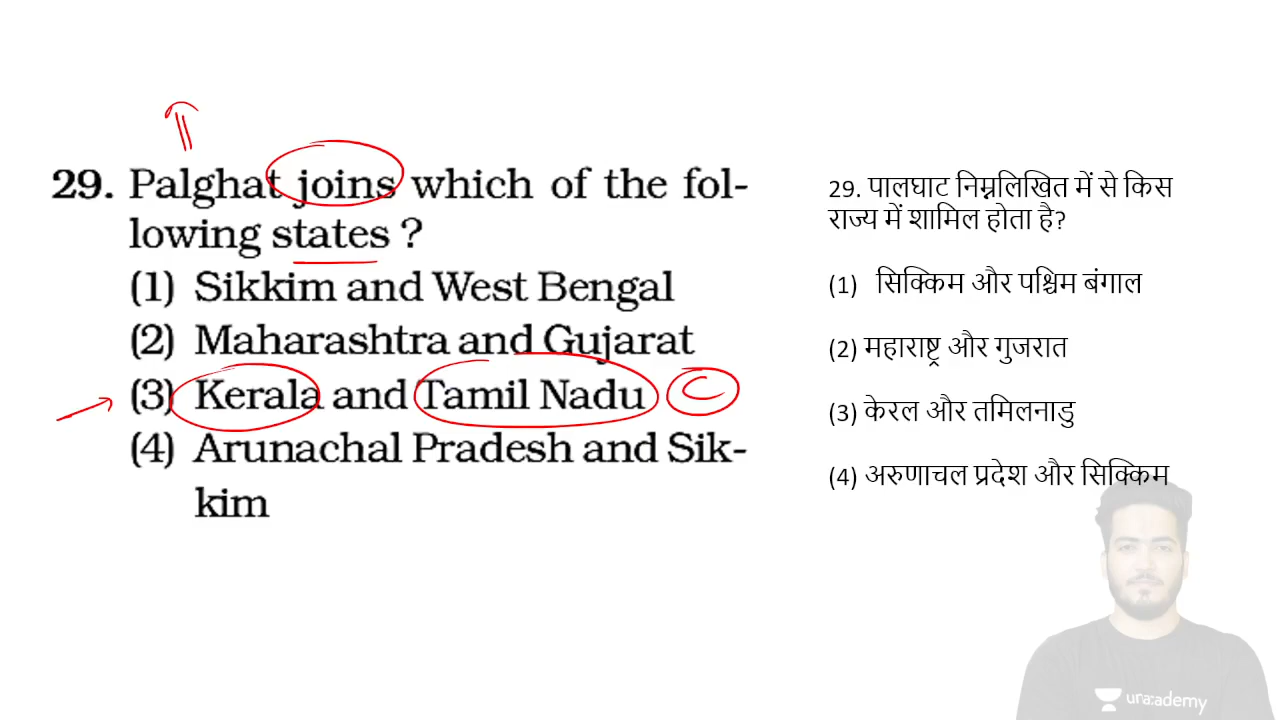 29. Palghat joins which of the fol-
lowing states ?
(1) Sikkim and West Bengal
(2) Maharashtra and Gujarat
(3) Kerala and Tamil Nadu C
(4) Arunachal Pradesh and Sik-
kim
29. पालघाट निम्नलिखित में से किस
राज्य में शामिल होता है?
(1) सिक्किम और पश्चिम बंगाल
(2) महाराष्ट्र और गुजरात
(3) केरल और तमिलनाडु
(4) अरुणाचल प्रदेश और सिक्किम
unacademy